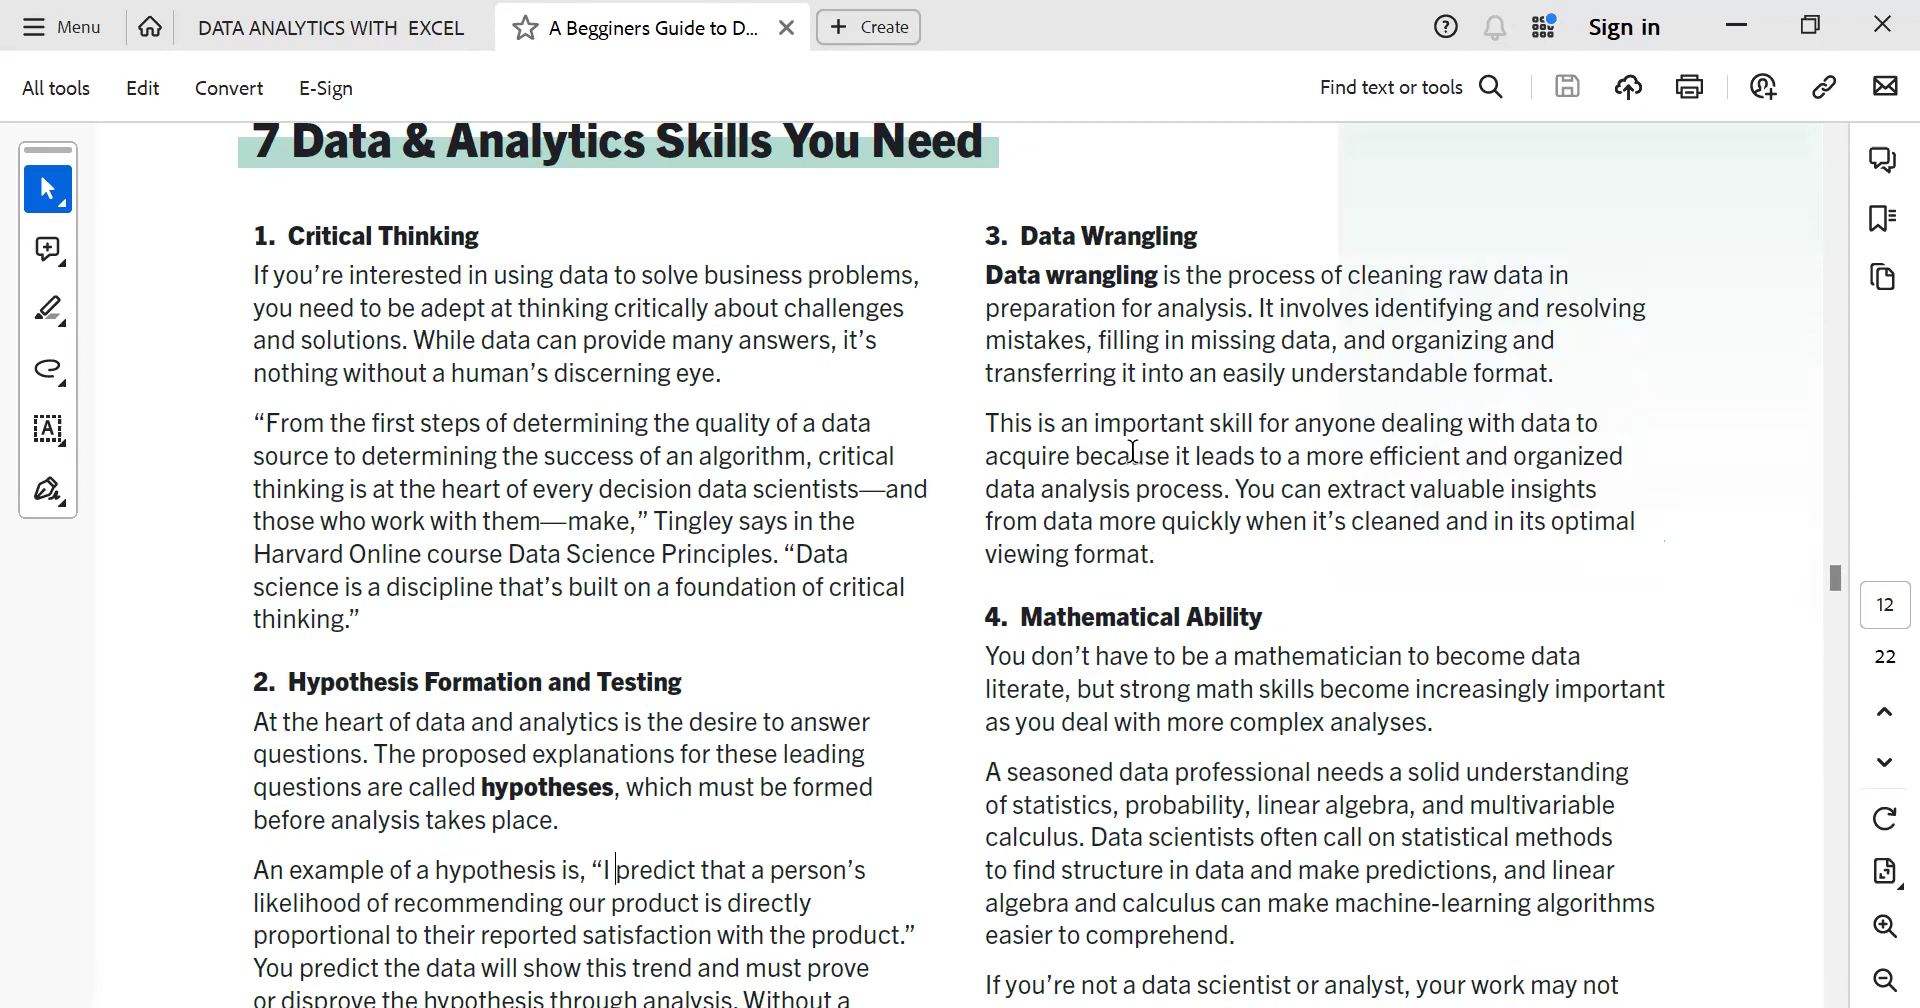 Menu
DATA ANALYTICS WITH EXCEL
A Begginers Guide to D...
Create
Sign in
All tools
Edit
Convert
E-Sign
Find text or tools
7 Data & Analytics Skills You Need
1. Critical Thinking
If you’re interested in using data to solve business problems,
you need to be adept at thinking critically about challenges
and solutions. While data can provide many answers, it’s
nothing without a human’s discerning eye.
“From the first steps of determining the quality of a data
source to determining the success of an algorithm, critical
thinking is at the heart of every decision data scientists—and
those who work with them—make,” Tingley says in the
Harvard Online course Data Science Principles. “Data
science is a discipline that’s built on a foundation of critical
thinking.”
2. Hypothesis Formation and Testing
At the heart of data and analytics is the desire to answer
questions. The proposed explanations for these leading
questions are called hypotheses, which must be formed
before analysis takes place.
An example of a hypothesis is, “I predict that a person’s
likelihood of recommending our product is directly
proportional to their reported satisfaction with the product.”
You predict the data will show this trend and must prove
or disprove the hypothesis through analysis. Without a
3. Data Wrangling
Data wrangling is the process of cleaning raw data in
preparation for analysis. It involves identifying and resolving
mistakes, filling in missing data, and organizing and
transferring it into an easily understandable format.
This is an important skill for anyone dealing with data to
acquire because it leads to a more efficient and organized
data analysis process. You can extract valuable insights
from data more quickly when it’s cleaned and in its optimal
viewing format.
4. Mathematical Ability
You don’t have to be a mathematician to become data
literate, but strong math skills become increasingly important
as you deal with more complex analyses.
A seasoned data professional needs a solid understanding
of statistics, probability, linear algebra, and multivariable
calculus. Data scientists often call on statistical methods
to find structure in data and make predictions, and linear
algebra and calculus can make machine-learning algorithms
easier to comprehend.
If you’re not a data scientist or analyst, your work may not
12
22